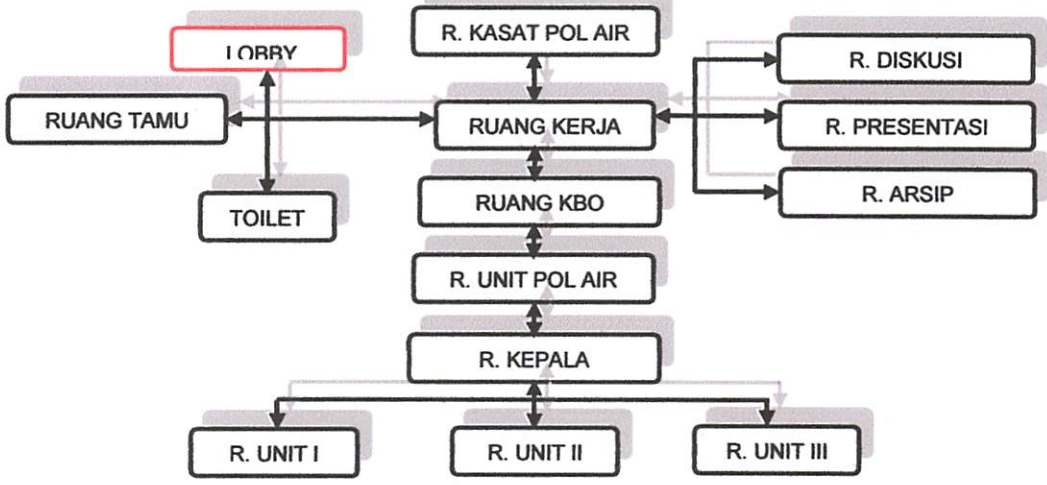 R. KASAT POL AIR
LOBBY
R. DISKUSI
RUANG TAMU
RUANG KERJA
R. PRESENTASI
R. ARSIP
RUANG KBO
TOILET
R. UNIT POL AIR
R. KEPALA
R. UNIT I
R. UNIT II
R. UNIT III